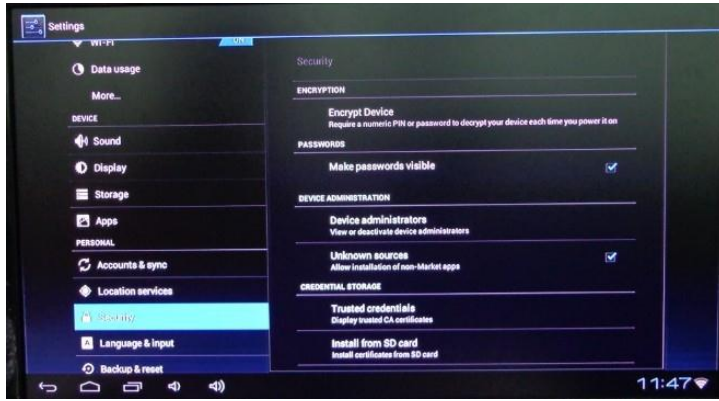 Settings
Wi-Fi
ON
Data usage
More...
DEVICE
Sound
Display
Storage
Apps
PERSONAL
Accounts & sync
Location services
Security
Language & input
Backup & reset
Security
ENCRYPTION
Encrypt Device
Require a numeric PIN or password to decrypt your device each time you power it on
PASSWORDS
Make passwords visible
DEVICE ADMINISTRATION
Device administrators
View or deactivate device administrators
Unknown sources
Allow installation of non-Market apps
CREDENTIAL STORAGE
Trusted credentials
Display trusted CA certificates
Install from SD card
Install certificates from SD card
11:47